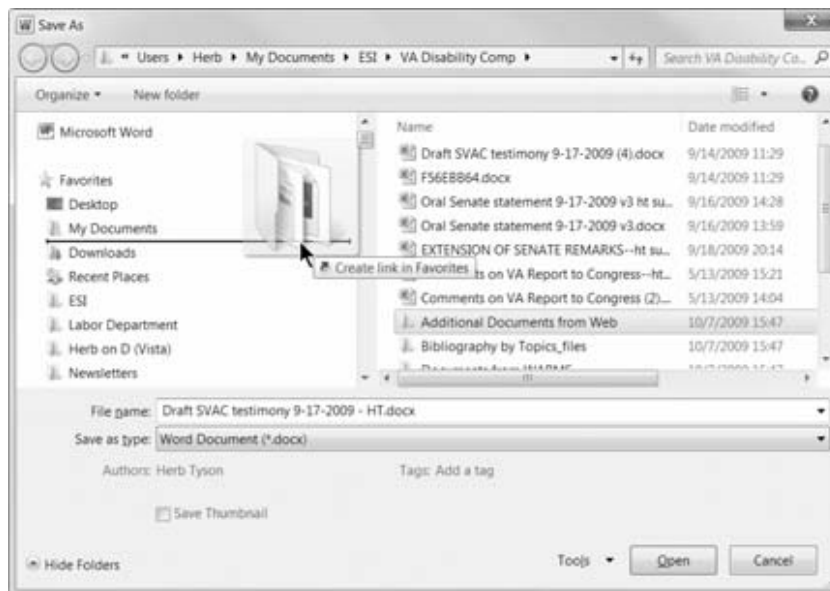 Save As
« Users ▸ Herb ▸ My Documents ▸ ESI ▸ VA Disability Comp ▸ Search VA Disability Co...
Organize ▾ New folder
Microsoft Word
Favorites
Desktop
My Documents
Downloads
Recent Places
ESI
Labor Department
Herb on D (Vista)
Newsletters
Create link in Favorites
Name Date modified
Draft SVAC testimony 9-17-2009 (4).docx 9/14/2009 11:29
F56EBB64.docx 9/14/2009 11:29
Oral Senate statement 9-17-2009 v3 ht su... 9/16/2009 14:28
Oral Senate statement 9-17-2009 v3.docx 9/16/2009 13:59
EXTENSION OF SENATE REMARKS--ht su... 9/18/2009 20:14
ts on VA Report to Congress--ht... 5/13/2009 15:21
Comments on VA Report to Congress (2)... 5/13/2009 14:04
Additional Documents from Web 10/7/2009 15:47
Bibliography by Topics_files 10/7/2009 15:47
File name: Draft SVAC testimony 9-17-2009 - HT.docx
Save as type: Word Document (*.docx)
Authors: Herb Tyson Tags: Add a tag
Save Thumbnail
Hide Folders Tools ▾ Open Cancel